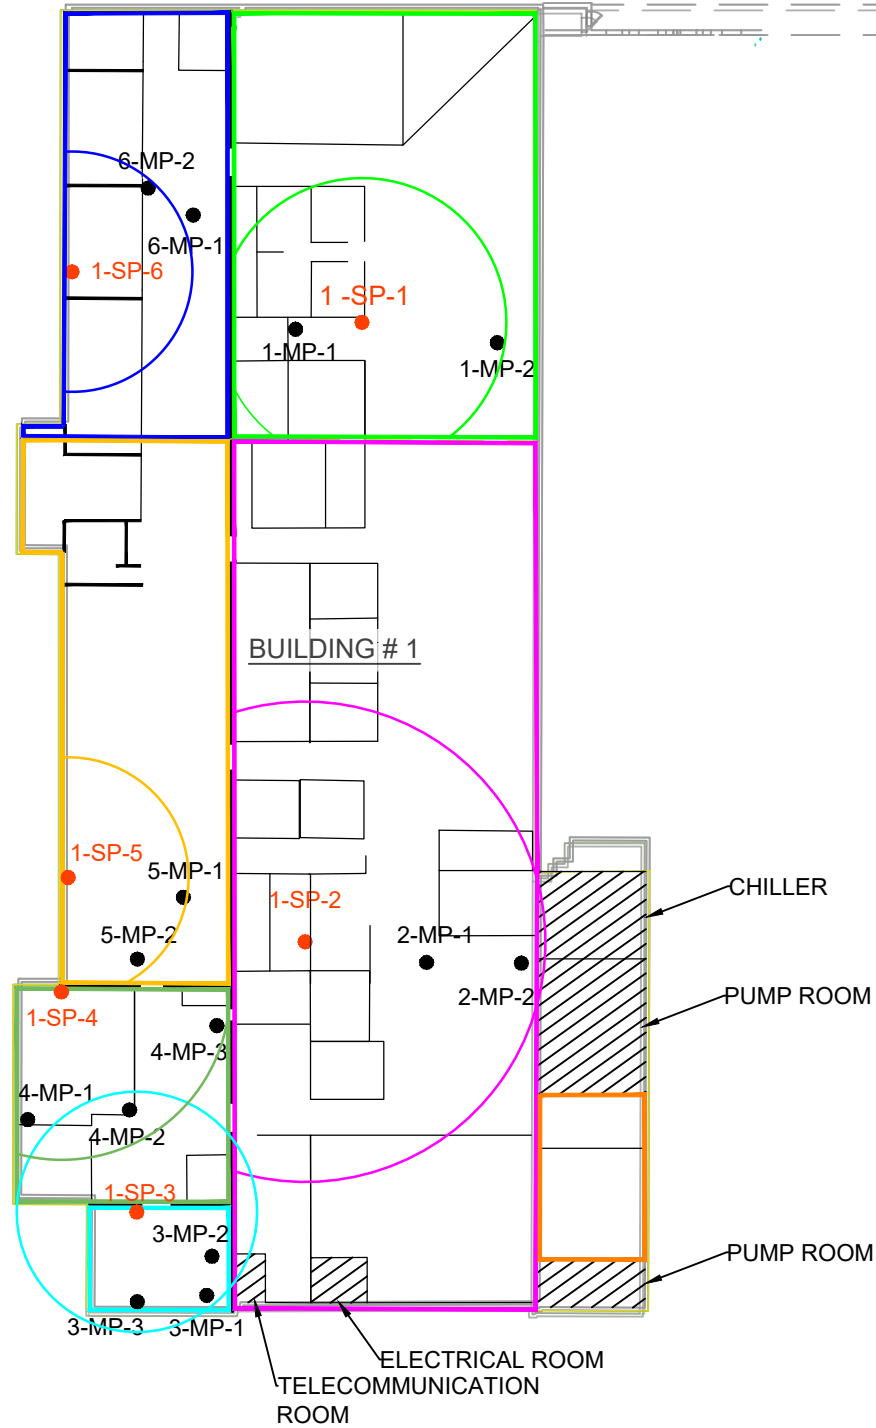 6-MP-2
6-MP-1
1-SP-6
1 -SP-1
1-MP-1
1-MP-2
BUILDING # 1
1-SP-5
5-MP-1
CHILLER
1-SP-2
5-MP-2
2-MP-1
2-MP-2
PUMP ROOM
1-SP-4
4-MP-3
4-MP-1
4-MP-2
1-SP-3
3-MP-2
PUMP ROOM
3-MP-3
3-MP-1
ELECTRICAL ROOM
TELECOMMUNICATION
ROOM